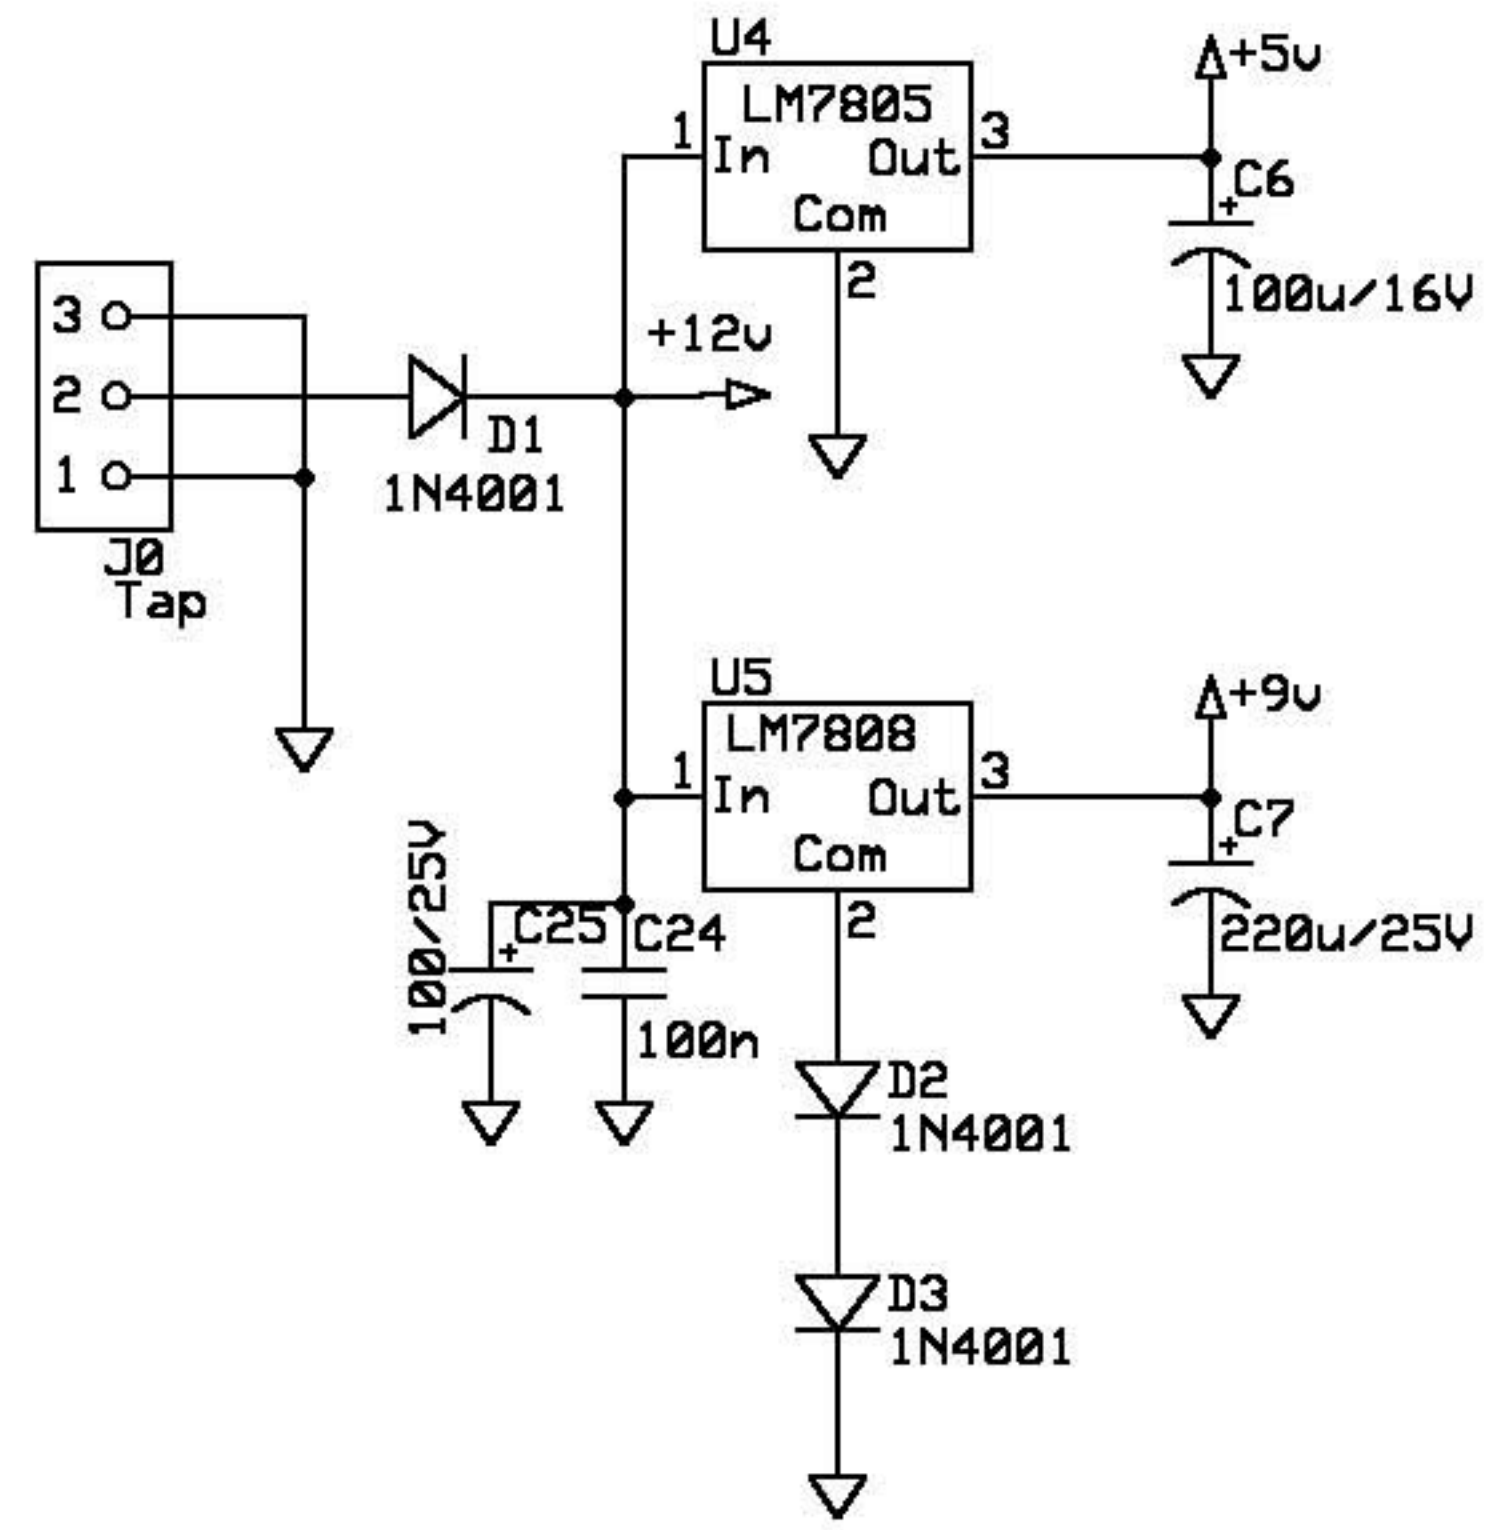 U4
LM7805
1
In
Out
3
Com
2
+5v
C6
+
100u/16V
3
2
1
J0
Tap
D1
1N4001
+12v
U5
LM7808
1
In
Out
3
Com
2
+9v
C7
+
220u/25V
100/25V
C25
+
C24
100n
D2
1N4001
D3
1N4001